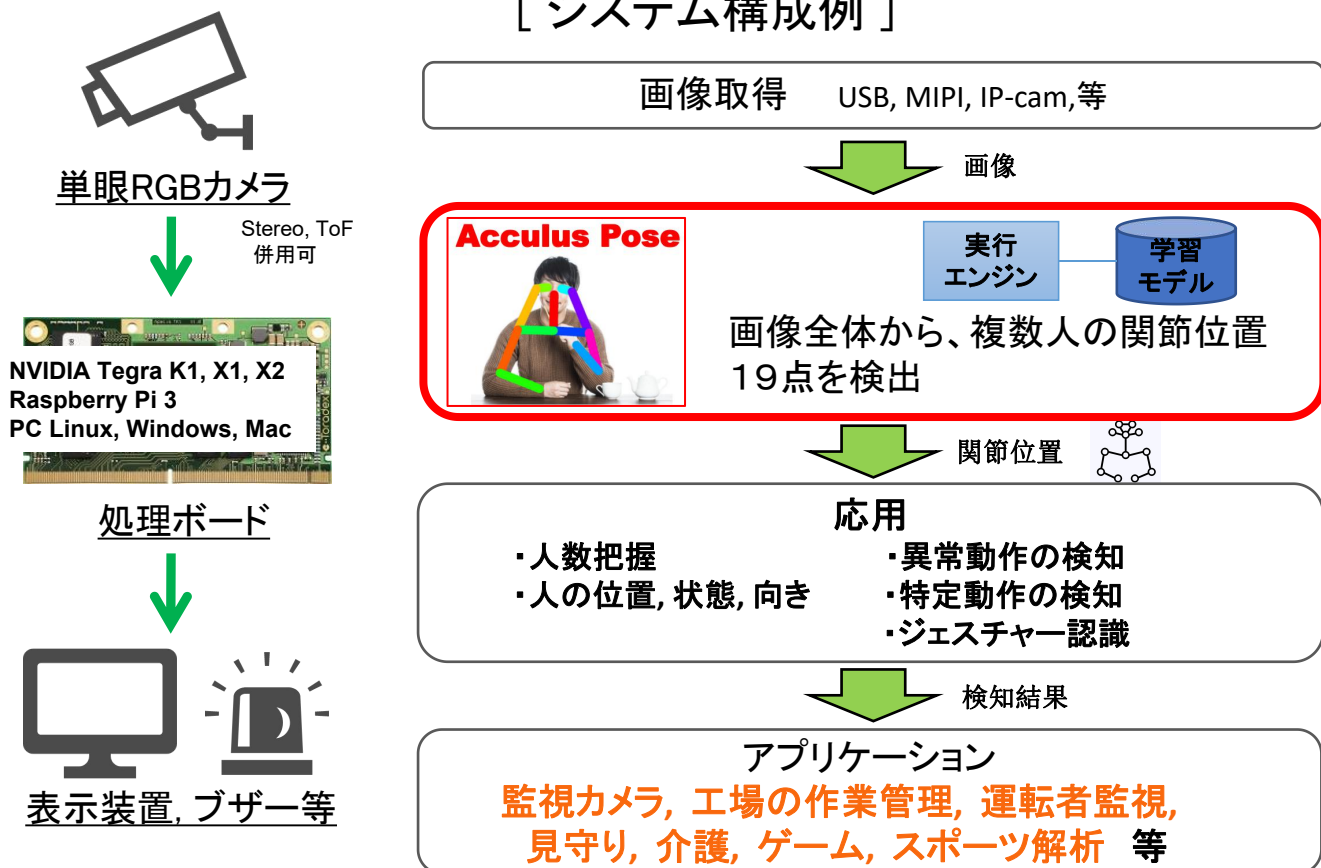 [ システム構成例 ]
単眼RGBカメラ
Stereo, ToF
併用可
NVIDIA Tegra K1, X1, X2
Raspberry Pi 3
PC Linux, Windows, Mac
処理ボード
表示装置, ブザー等
画像取得 USB, MIPI, IP-cam,等
画像
Acculus Pose
実行
エンジン
学習
モデル
画像全体から、複数人の関節位置
19点を検出
関節位置
応用
・人数把握
・人の位置, 状態, 向き
・異常動作の検知
・特定動作の検知
・ジェスチャー認識
検知結果
アプリケーション
監視カメラ, 工場の作業管理, 運転者監視,
見守り, 介護, ゲーム, スポーツ解析 等